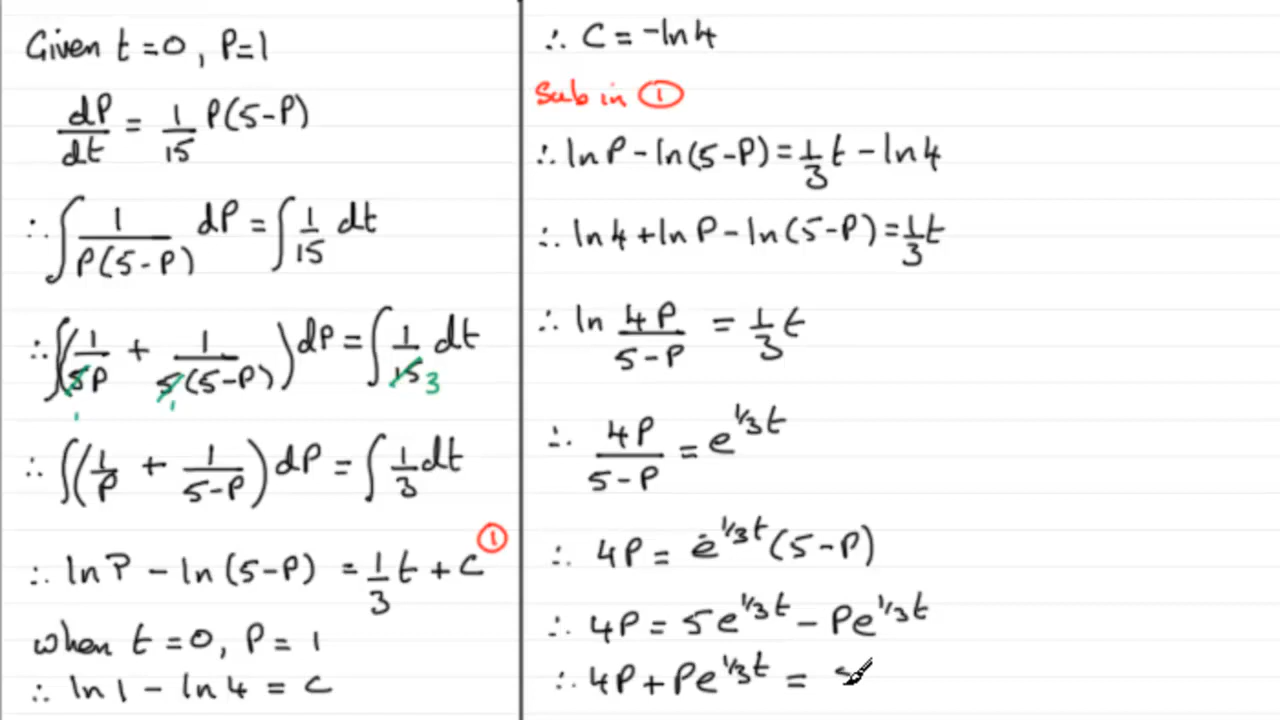 Given t = 0, P = 1
dP/dt = 1/15 P(5-P)
∴ ∫ 1/(P(5-P)) dP = ∫ 1/15 dt
∴ ∫(1/(5P) + 1/(5(5-P))) dP = ∫ 1/15 dt
1 1 3
∴ ∫(1/P + 1/(5-P)) dP = ∫ 1/3 dt
∴ ln P - ln(5-P) = 1/3 t + C ①
when t = 0, P = 1
∴ ln 1 - ln 4 = C
∴ C = -ln 4
Sub in ①
∴ ln P - ln(5-P) = 1/3 t - ln 4
∴ ln 4 + ln P - ln(5-P) = 1/3 t
∴ ln 4P/(5-P) = 1/3 t
∴ 4P/(5-P) = e^(1/3 t)
∴ 4P = e^(1/3 t) (5-P)
∴ 4P = 5e^(1/3 t) - Pe^(1/3 t)
∴ 4P + Pe^(1/3 t) =